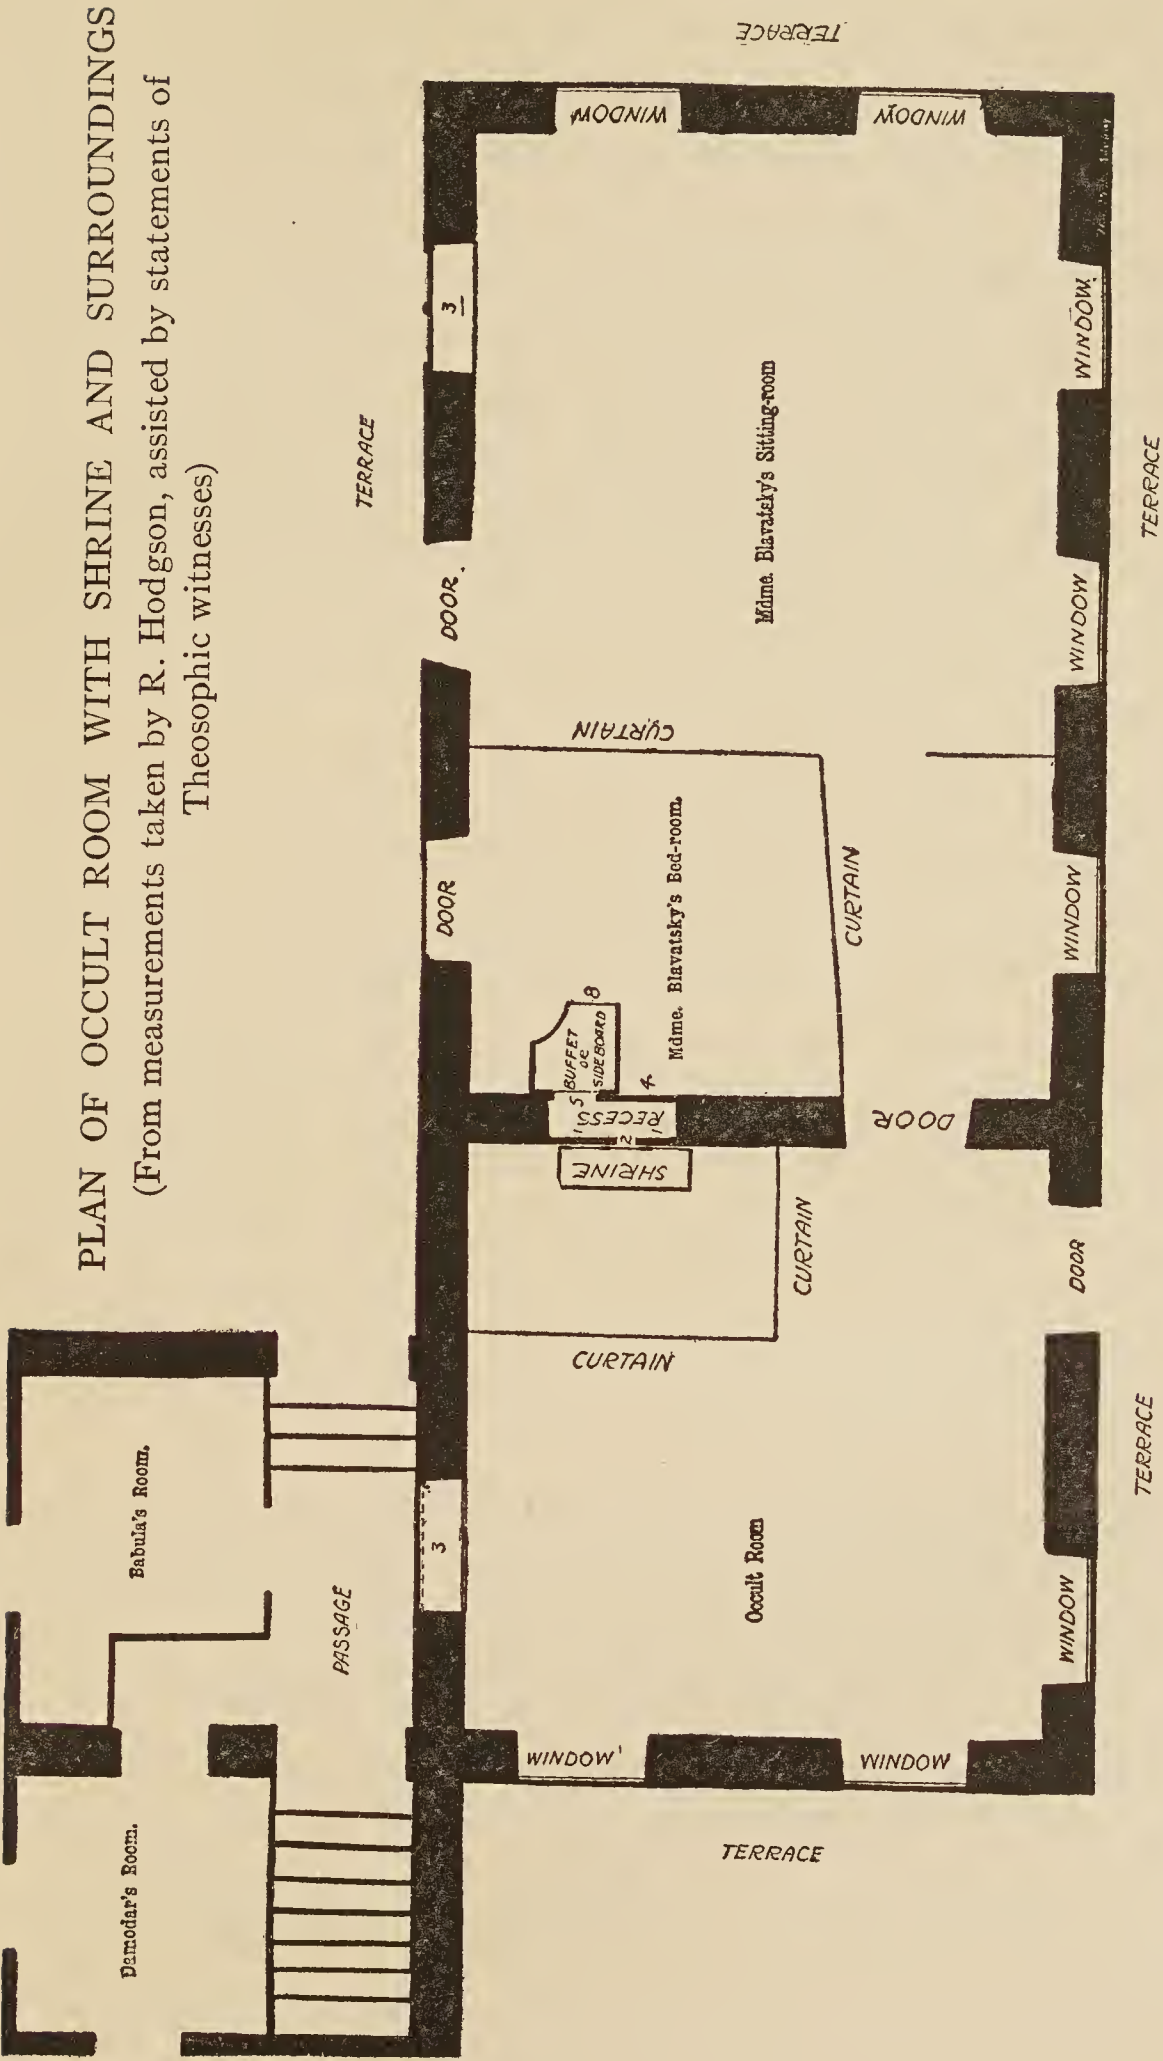 PLAN OF OCCULT ROOM WITH SHRINE AND SURROUNDINGS
(From measurements taken by R. Hodgson, assisted by statements of
Theosophic witnesses)
Damodar's Room.
Babula's Room.
PASSAGE
TERRACE
3
DOOR
DOOR.
3
WINDOW
WINDOW
Occult Room
CURTAIN
CURTAIN
SHRINE
1 2 1
RECESS
5
4
BUFFET
OR
SIDEBOARD
8
Mdme. Blavatsky's Bed-room.
CURTAIN
CURTAIN
Mdme. Blavatsky's Sitting-room
WINDOW
WINDOW
TERRACE
DOOR
WINDOW
DOOR
WINDOW
WINDOW
WINDOW.
TERRACE
TERRACE
TERRACE